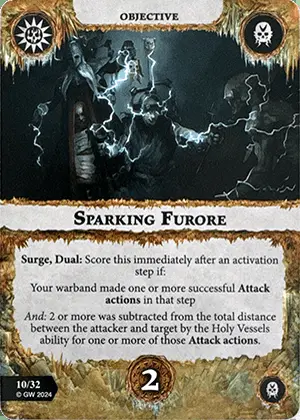 OBJECTIVE
SPARKING FURORE
Surge, Dual: Score this immediately after an activation
step if:
Your warband made one or more successful Attack
actions in that step
And: 2 or more was subtracted from the total distance
between the attacker and target by the Holy Vessels
ability for one or more of those Attack actions.
10/32
© GW 2024
2